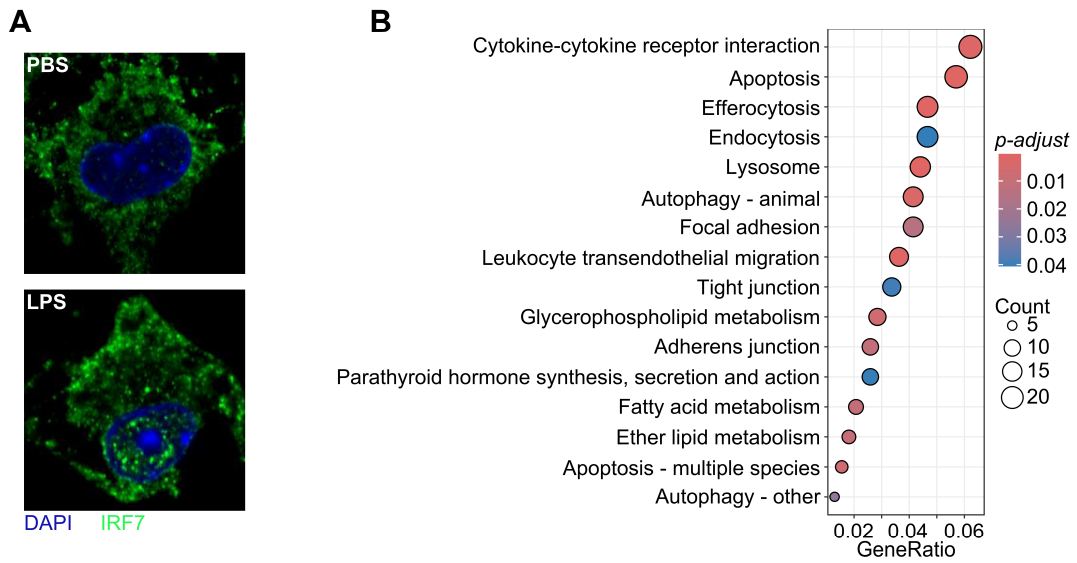 A
PBS
LPS
DAPI IRF7
B
Cytokine-cytokine receptor interaction
Apoptosis
Efferocytosis
Endocytosis
Lysosome
Autophagy - animal
Focal adhesion
Leukocyte transendothelial migration
Tight junction
Glycerophospholipid metabolism
Adherens junction
Parathyroid hormone synthesis, secretion and action
Fatty acid metabolism
Ether lipid metabolism
Apoptosis - multiple species
Autophagy - other
0.02 0.04 0.06
GeneRatio
p-adjust
0.01
0.02
0.03
0.04
Count
5
10
15
20